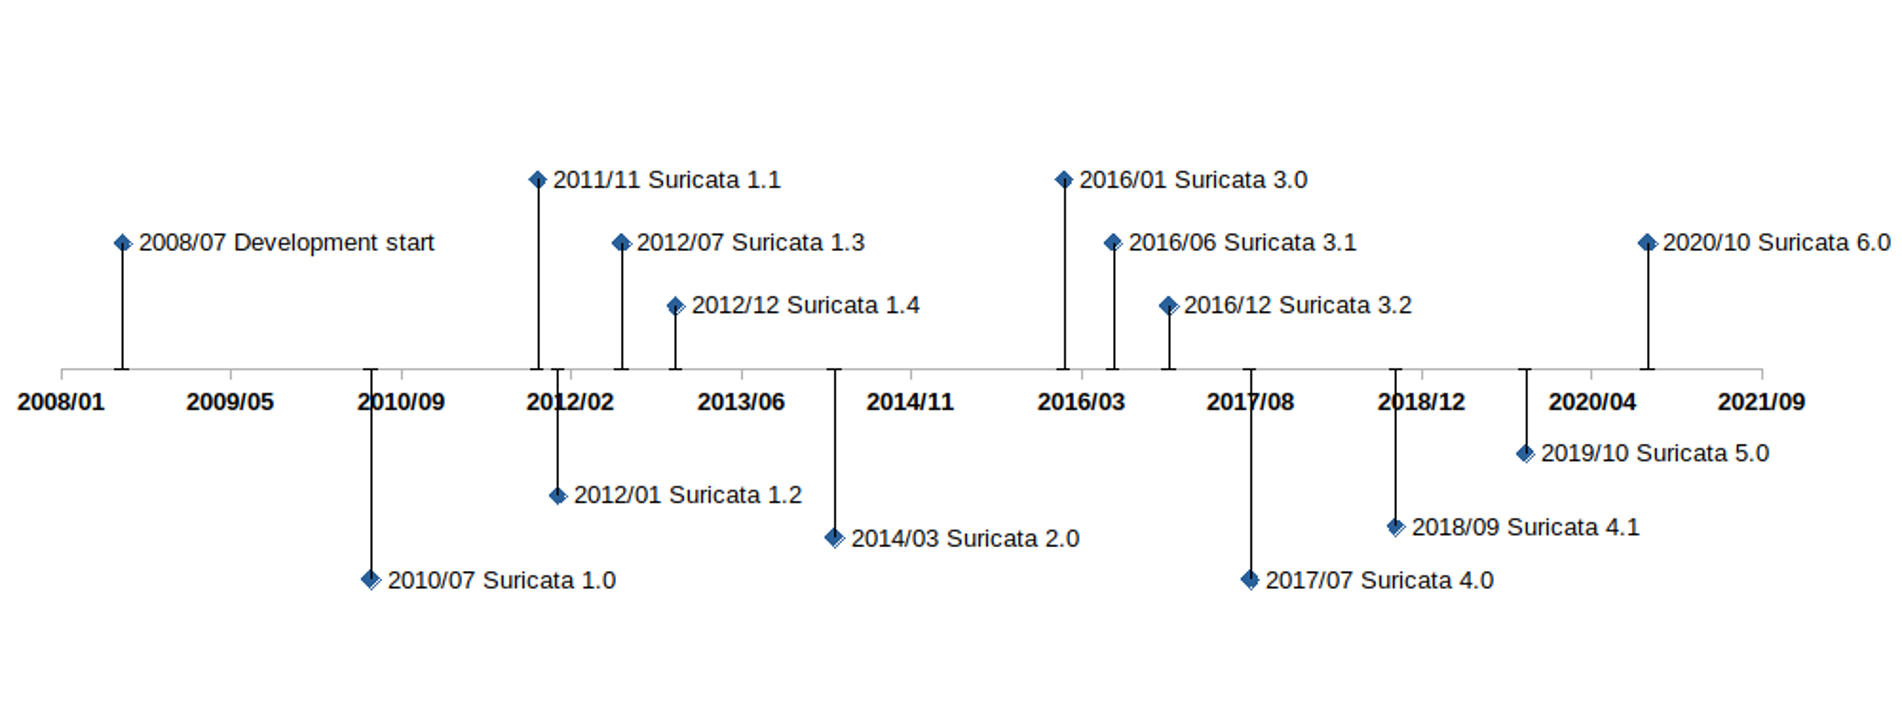 2011/11 Suricata 1.1
2016/01 Suricata 3.0
2008/07 Development start
2012/07 Suricata 1.3
2016/06 Suricata 3.1
2020/10 Suricata 6.0
2012/12 Suricata 1.4
2016/12 Suricata 3.2
2008/01 2009/05 2010/09 2012/02 2013/06 2014/11 2016/03 2017/08 2018/12 2020/04 2021/09
2019/10 Suricata 5.0
2012/01 Suricata 1.2
2018/09 Suricata 4.1
2014/03 Suricata 2.0
2010/07 Suricata 1.0
2017/07 Suricata 4.0